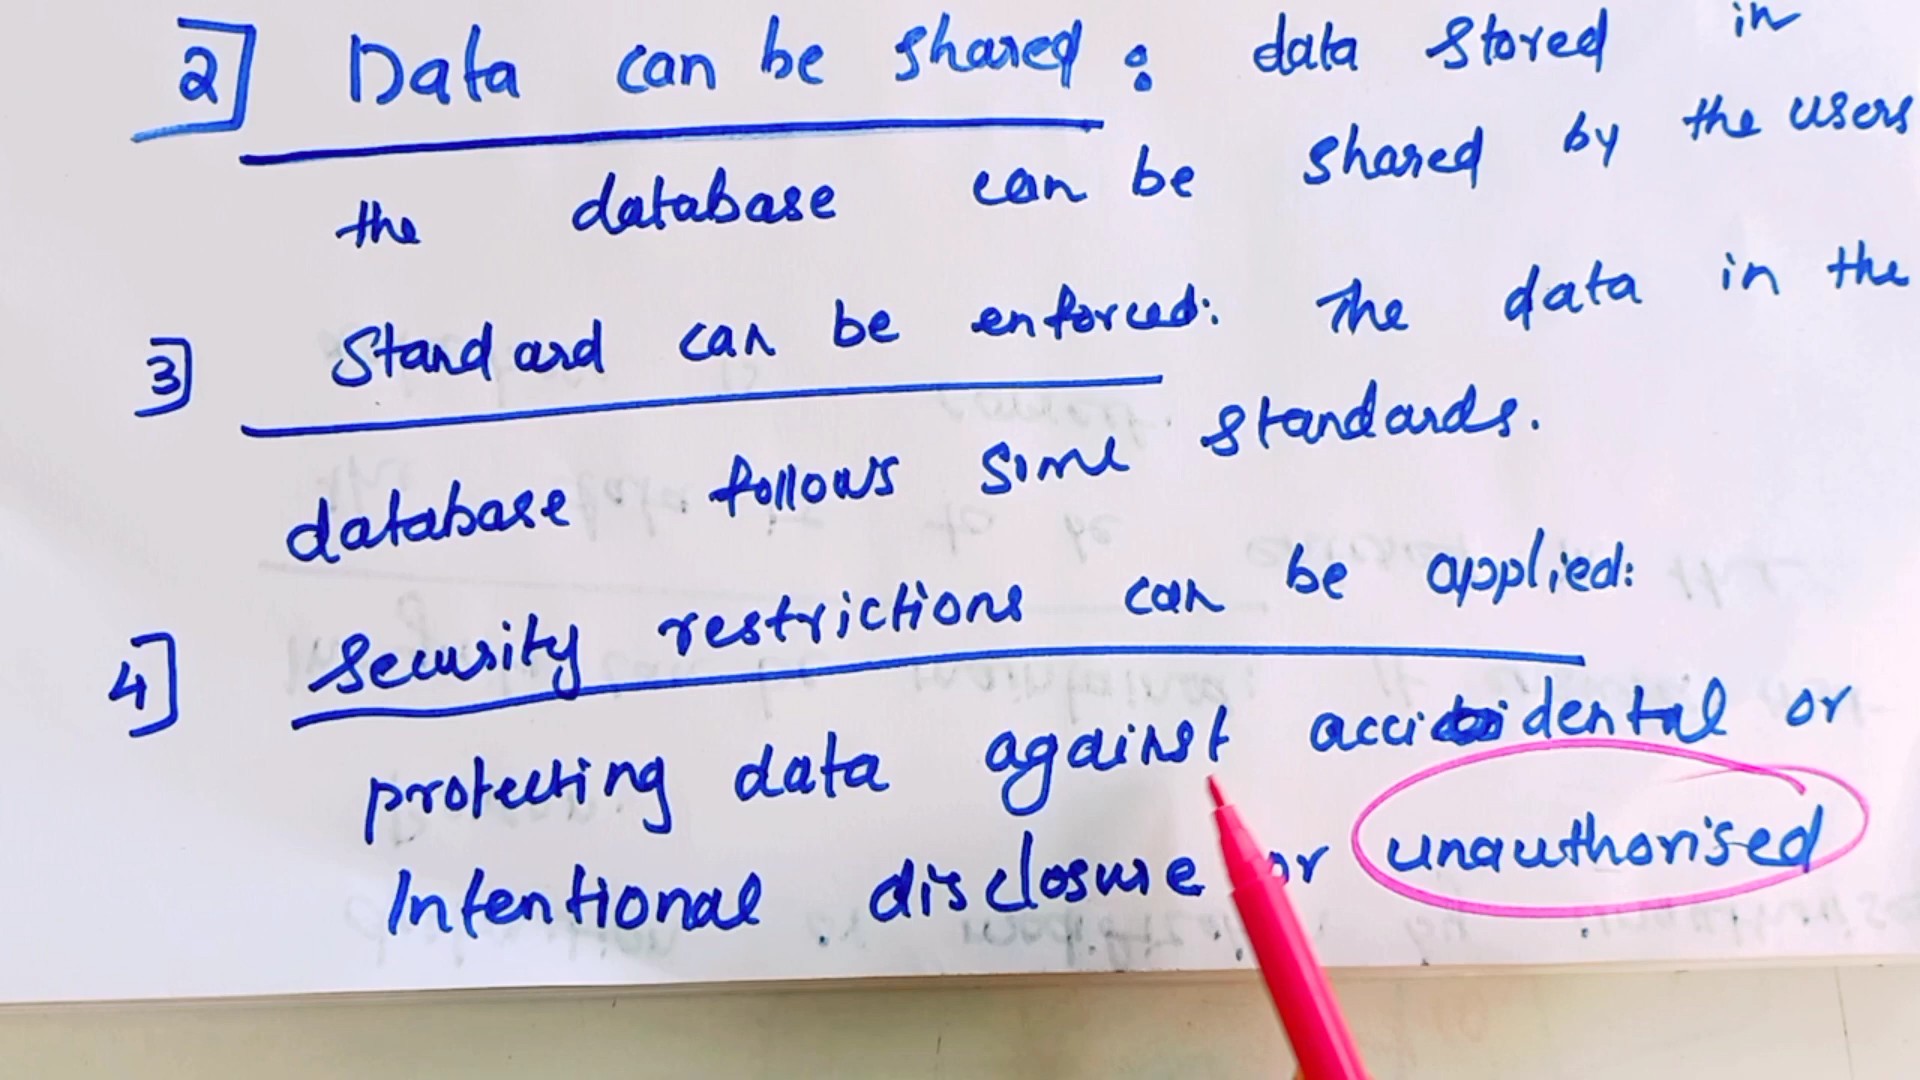 2] Data can be shared: data stored in
the database can be shared by the users
3] Standard can be enforced: The data in the
database follows some standards.
4] Security restrictions can be applied:
protecting data against accidental or
Intentional disclosure or unauthorised